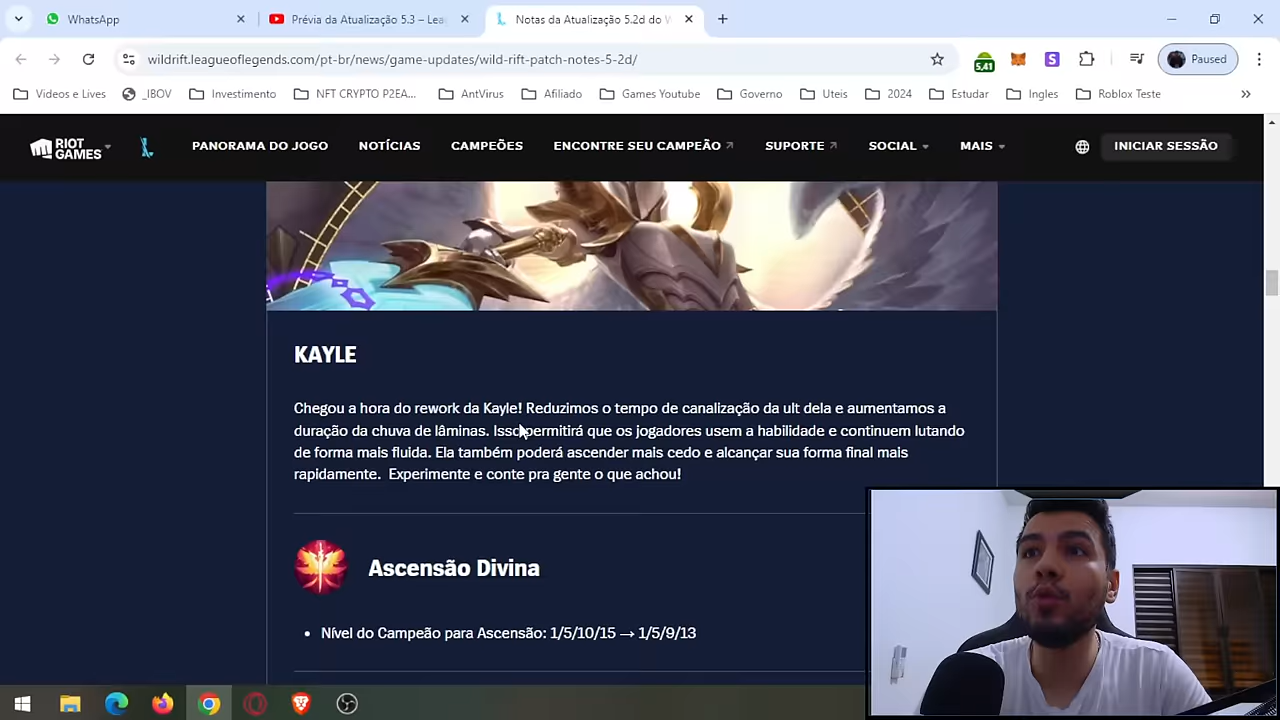 WhatsApp
Prévia da Atualização 5.3 – Lea
Notas da Atualização 5.2d do W
wildrift.leagueoflegends.com/pt-br/news/game-updates/wild-rift-patch-notes-5-2d/
5,41
Paused
Videos e Lives
_IBOV
Investimento
NFT CRYPTO P2EA...
AntVirus
Afiliado
Games Youtube
Governo
Uteis
2024
Estudar
Ingles
Roblox Teste
RIOT GAMES
PANORAMA DO JOGO
NOTÍCIAS
CAMPEÕES
ENCONTRE SEU CAMPEÃO
SUPORTE
SOCIAL
MAIS
INICIAR SESSÃO
KAYLE
Chegou a hora do rework da Kayle! Reduzimos o tempo de canalização da ult dela e aumentamos a
duração da chuva de lâminas. Isso permitirá que os jogadores usem a habilidade e continuem lutando
de forma mais fluida. Ela também poderá ascender mais cedo e alcançar sua forma final mais
rapidamente. Experimente e conte pra gente o que achou!
Ascensão Divina
• Nível do Campeão para Ascensão: 1/5/10/15 → 1/5/9/13